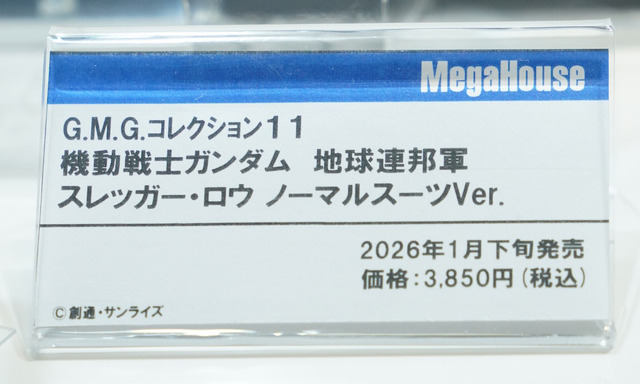 MegaHouse
G.M.G.コレクション11
機動戦士ガンダム 地球連邦軍
スレッガー・ロウ ノーマルスーツVer.
2026年1月下旬発売
価格：3,850円（税込）
© 創通・サンライズ